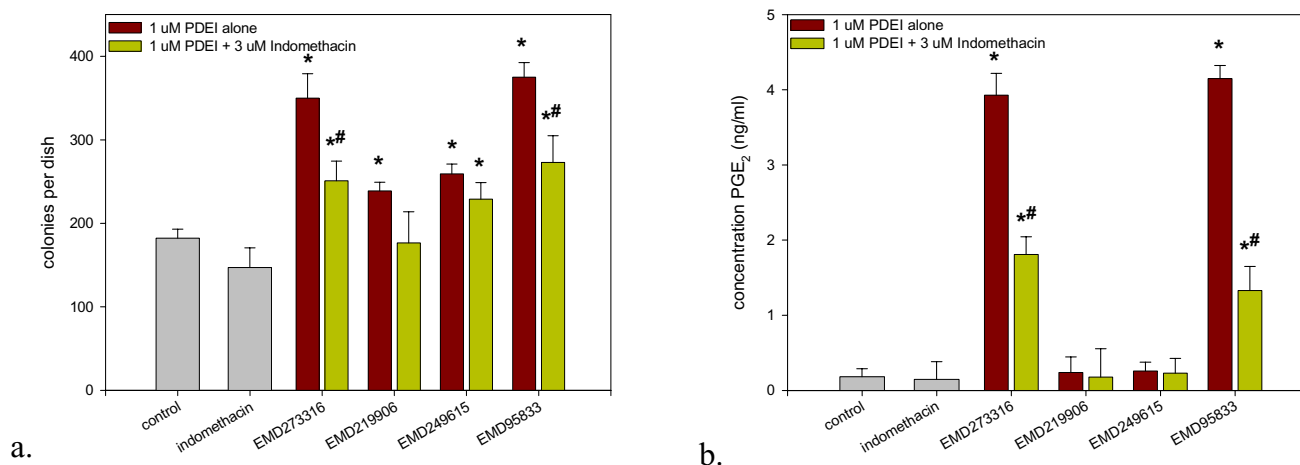 1 uM PDEI alone
1 uM PDEI + 3 uM Indomethacin
colonies per dish
400
300
200
100
0
*
*#
*
*
*
*
*#
control
indomethacin
EMD273316
EMD219906
EMD249615
EMD95833
a.
1 uM PDEI alone
1 uM PDEI + 3 uM Indomethacin
concentration PGE₂ (ng/ml)
5
4
3
2
1
0
*
*#
*
*#
control
indomethacin
EMD273316
EMD219906
EMD249615
EMD95833
b.